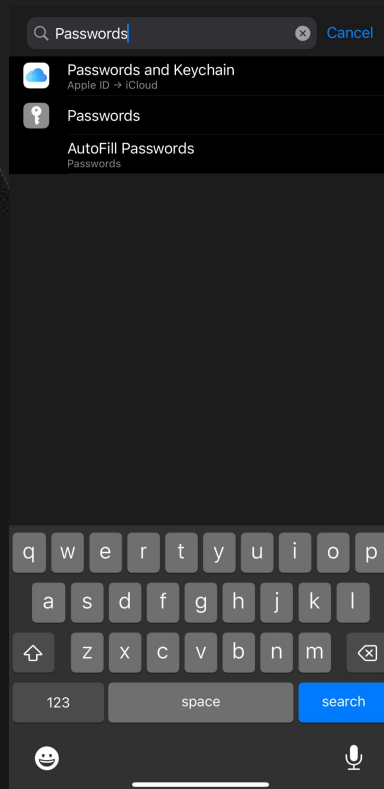 Passwords
Cancel
Passwords and Keychain
Apple ID → iCloud
Passwords
AutoFill Passwords
Passwords
q w e r t y u i o p
a s d f g h j k l
z x c v b n m
123 space search